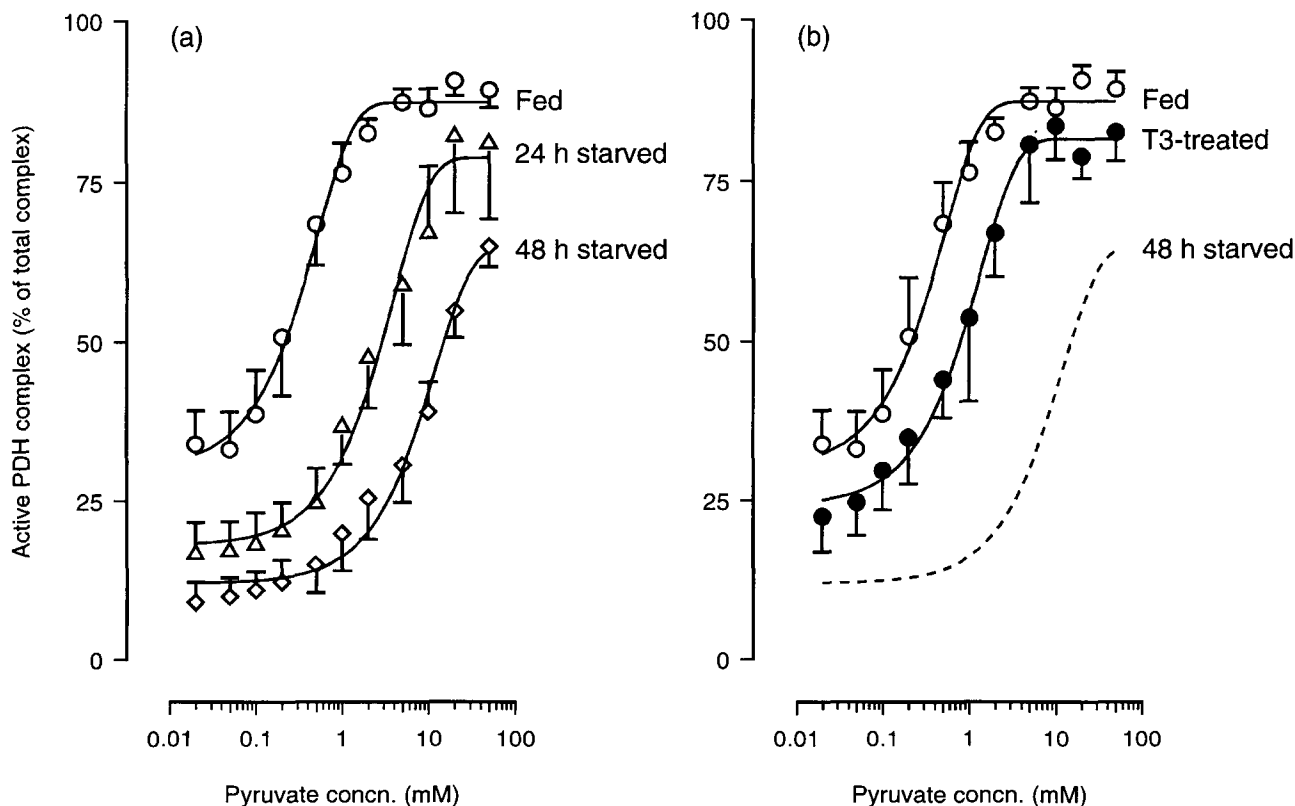 (a)
(b)
Active PDH complex (% of total complex)
100
75
50
25
0
Fed
24 h starved
48 h starved
0.01
0.1
1
10
100
Pyruvate concn. (mM)
100
75
50
25
0
Fed
T3-treated
48 h starved
0.01
0.1
1
10
100
Pyruvate concn. (mM)